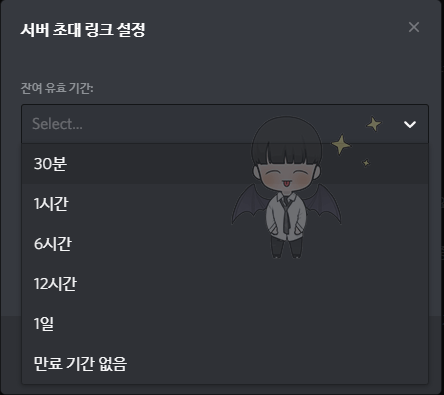 서버 초대 링크 설정
잔여 유효 기간:
Select...
30분
1시간
6시간
12시간
1일
만료 기간 없음